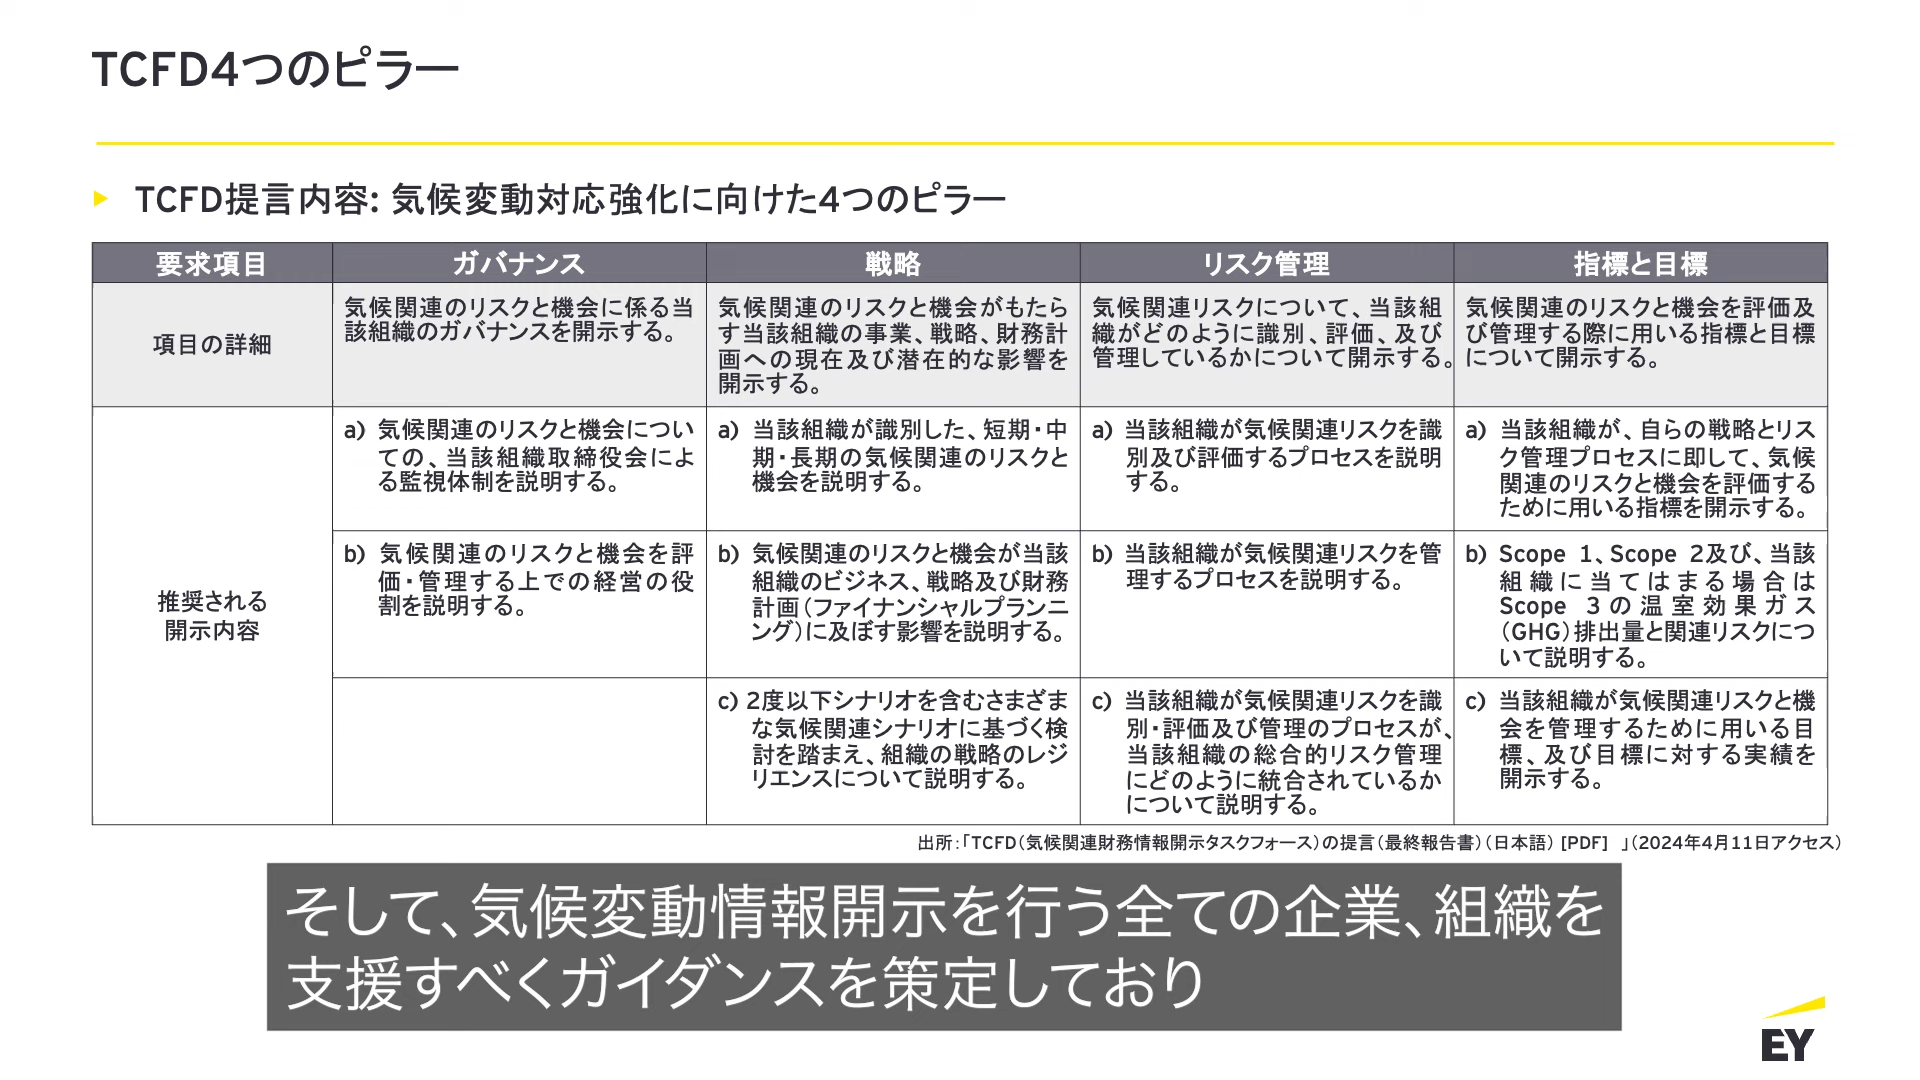 TCFD4つのピラー
TCFD提言内容: 気候変動対応強化に向けた4つのピラー
要求項目
ガバナンス
戦略
リスク管理
指標と目標
項目の詳細
気候関連のリスクと機会に係る当
該組織のガバナンスを開示する。
気候関連のリスクと機会がもたら
す当該組織の事業、戦略、財務計
画への現在及び潜在的な影響を
開示する。
気候関連リスクについて、当該組
織がどのように識別、評価、及び
管理しているかについて開示する。
気候関連のリスクと機会を評価及
び管理する際に用いる指標と目標
について開示する。
推奨される
開示内容
a) 気候関連のリスクと機会につい
ての、当該組織取締役会によ
る監視体制を説明する。
a) 当該組織が識別した、短期・中
期・長期の気候関連のリスクと
機会を説明する。
a) 当該組織が気候関連リスクを識
別及び評価するプロセスを説明
する。
a) 当該組織が、自らの戦略とリス
ク管理プロセスに即して、気候
関連のリスクと機会を評価する
ために用いる指標を開示する。
b) 気候関連のリスクと機会を評
価・管理する上での経営の役
割を説明する。
b) 気候関連のリスクと機会が当該
組織のビジネス、戦略及び財務
計画(ファイナンシャルプランニ
ング)に及ぼす影響を説明する。
b) 当該組織が気候関連リスクを管
理するプロセスを説明する。
b) Scope 1、Scope 2及び、当該
組織に当てはまる場合は
Scope 3の温室効果ガス
(GHG)排出量と関連リスクにつ
いて説明する。
c) 2度以下シナリオを含むさまざま
な気候関連シナリオに基づく検
討を踏まえ、組織の戦略のレジ
リエンスについて説明する。
c) 当該組織が気候関連リスクを識
別・評価及び管理のプロセスが、
当該組織の総合的リスク管理
にどのように統合されているか
について説明する。
c) 当該組織が気候関連リスクと機
会を管理するために用いる目
標、及び目標に対する実績を
開示する。
出所:「TCFD(気候関連財務情報開示タスクフォース)の提言(最終報告書)(日本語) [PDF] 」(2024年4月11日アクセス)
そして、気候変動情報開示を行う全ての企業、組織を
支援すべくガイダンスを策定しており
EY